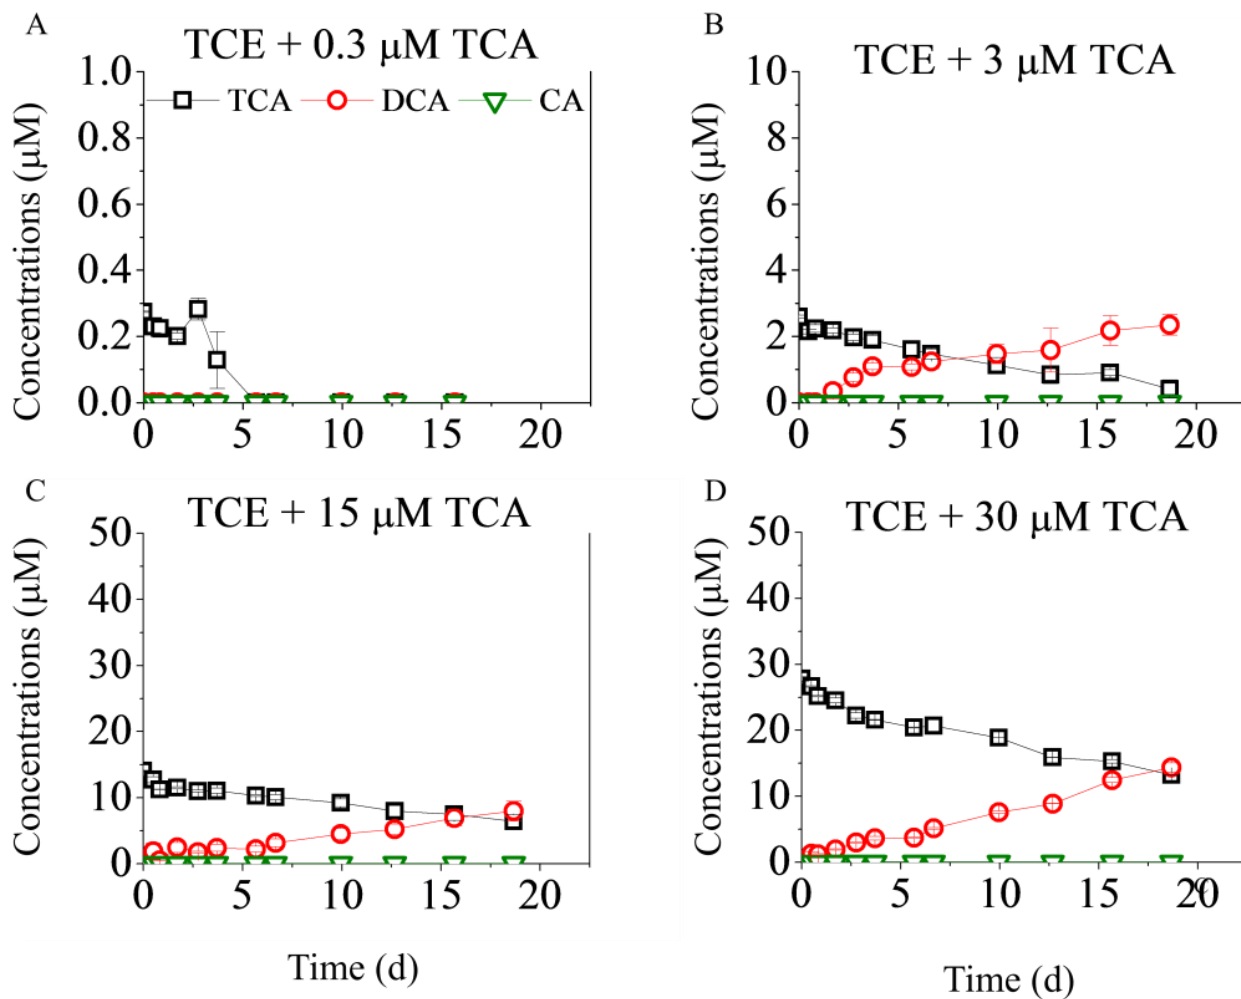 A
TCE + 0.3 μM TCA
TCA DCA CA
Concentrations (μM)
1.0
0.8
0.6
0.4
0.2
0.0
0 5 10 15 20
B
TCE + 3 μM TCA
Concentrations (μM)
10
8
6
4
2
0
0 5 10 15 20
C
TCE + 15 μM TCA
Concentrations (μM)
50
40
30
20
10
0
0 5 10 15 20
Time (d)
D
TCE + 30 μM TCA
Concentrations (μM)
50
40
30
20
10
0
0 5 10 15 20
Time (d)